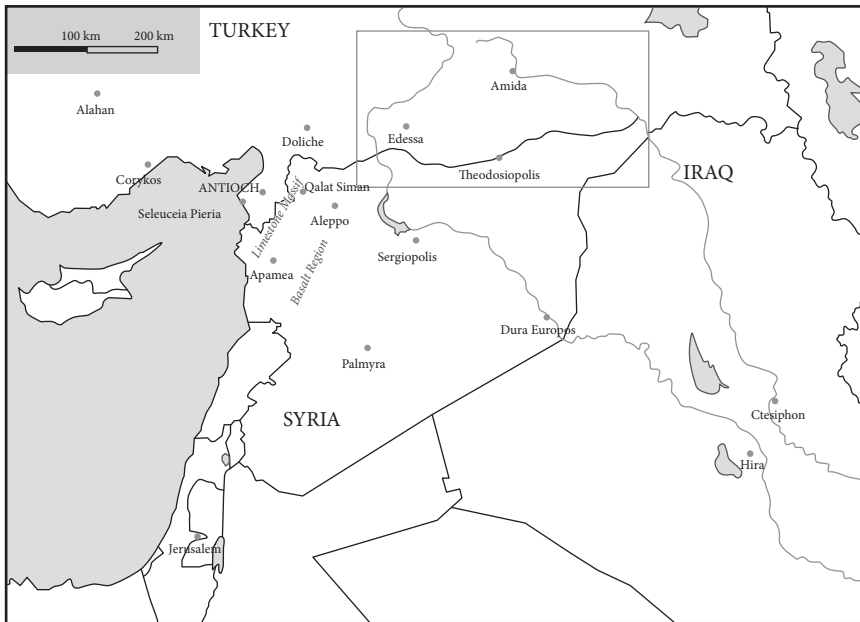 TURKEY
100 km 200 km
Amida
Alahan
Doliche
Edessa
Theodosiopolis
IRAQ
Corykos
ANTIOCH
Qalat Siman
Seleuceia Pieria
Aleppo
Limestone Massif
Sergiopolis
Apamea
Basalt Region
Dura Europos
Palmyra
Ctesiphon
SYRIA
Hira
Jerusalem